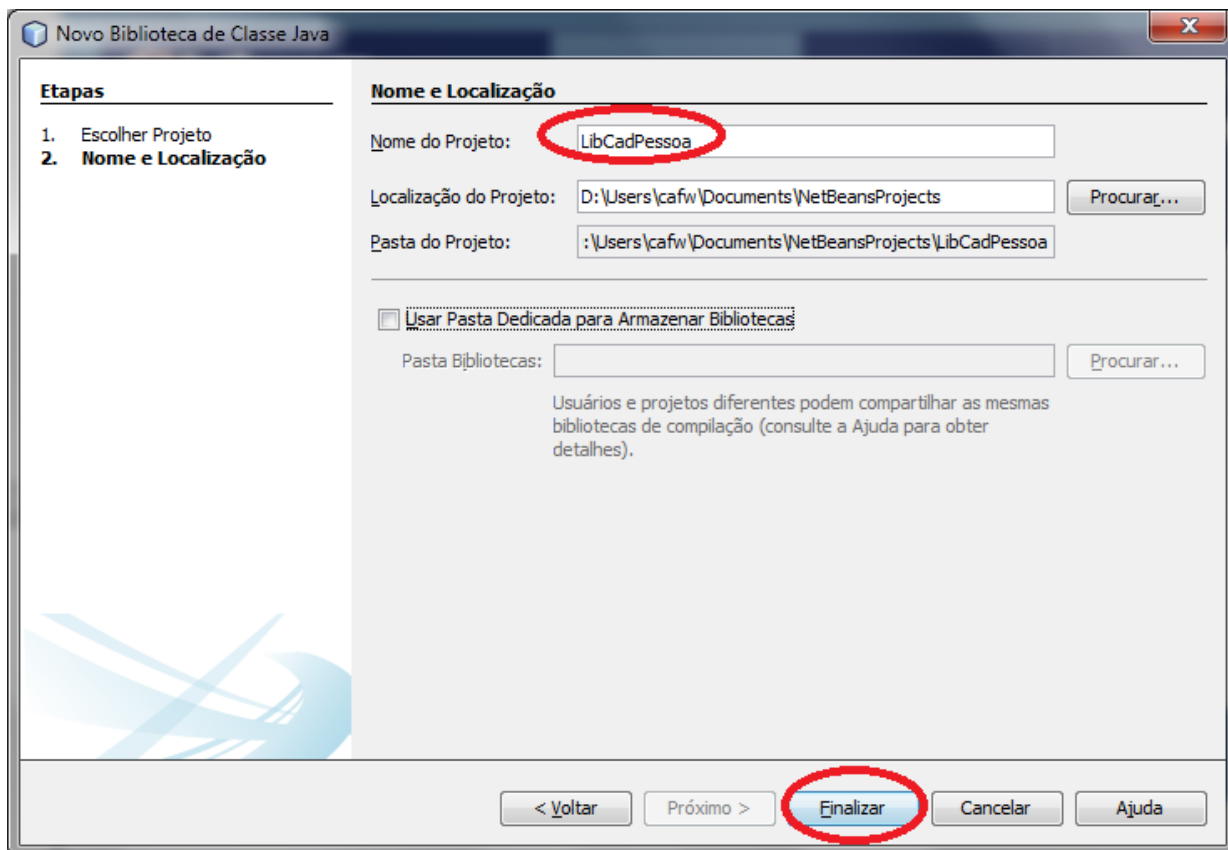 Novo Biblioteca de Classe Java
Etapas
1. Escolher Projeto
2. Nome e Localização
Nome e Localização
Nome do Projeto: LibCadPessoa
Localização do Projeto: D:\Users\cafw\Documents\NetBeansProjects Procurar...
Pasta do Projeto: :\Users\cafw\Documents\NetBeansProjects\LibCadPessoa
Usar Pasta Dedicada para Armazenar Bibliotecas
Pasta Bibliotecas: Procurar...
Usuários e projetos diferentes podem compartilhar as mesmas
bibliotecas de compilação (consulte a Ajuda para obter
detalhes).
< Voltar Próximo > Finalizar Cancelar Ajuda